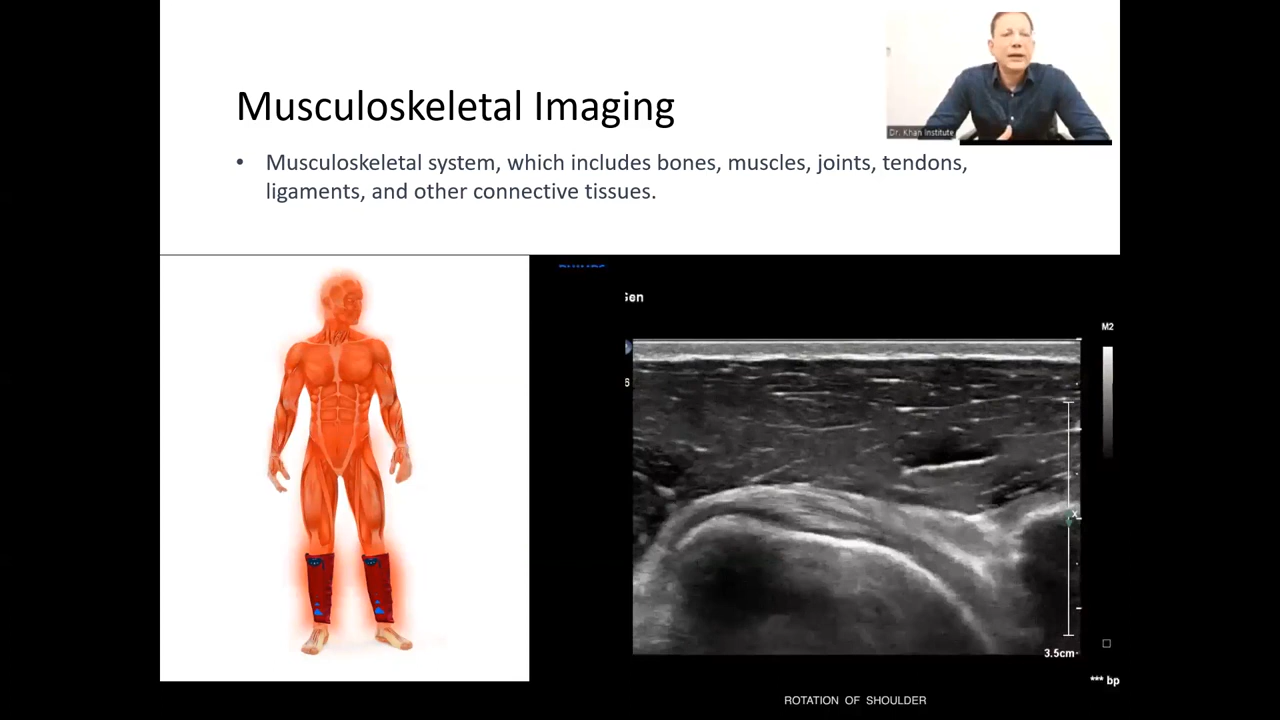 Musculoskeletal Imaging
Dr. Khan Institute
• Musculoskeletal system, which includes bones, muscles, joints, tendons,
ligaments, and other connective tissues.
M2
3.5cm
*** bp
ROTATION OF SHOULDER